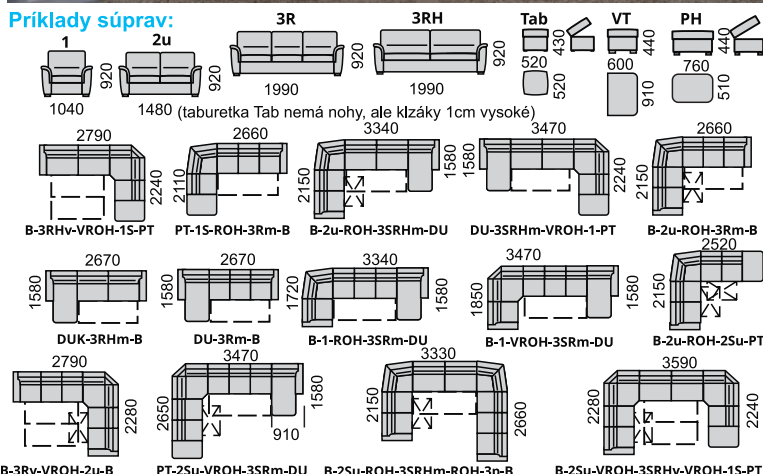 Príklady súprav:
1 2u 3R 3RH Tab VT PH
920 920 920 920 430 440 440
1040 1480 1990 1990 520 520 600 910 760 510
(taburetka Tab nemá nohy, ale klzáky 1cm vysoké)
2790 2240 2660 2110 3340 2150 1580 3470 1580 2240 2660 2150
B-3RHv-VROH-1S-PT PT-1S-ROH-3Rm-B B-2u-ROH-3SRHm-DU DU-3SRHm-VROH-1-PT B-2u-ROH-3Rm-B
2670 1580 2670 1580 3340 1720 1580 3470 1850 1580 2520 2150
DUK-3RHm-B DU-3Rm-B B-1-ROH-3SRm-DU B-1-VROH-3SRm-DU B-2u-ROH-2Su-PT
2790 2280 3470 2650 1580 910 3330 2150 2660 3590 2280 2240
B-3Rv-VROH-2u-B PT-2Su-VROH-3SRm-DU B-2Su-ROH-3SRHm-ROH-3n-B B-2Su-VROH-3SRHv-VROH-1S-PT